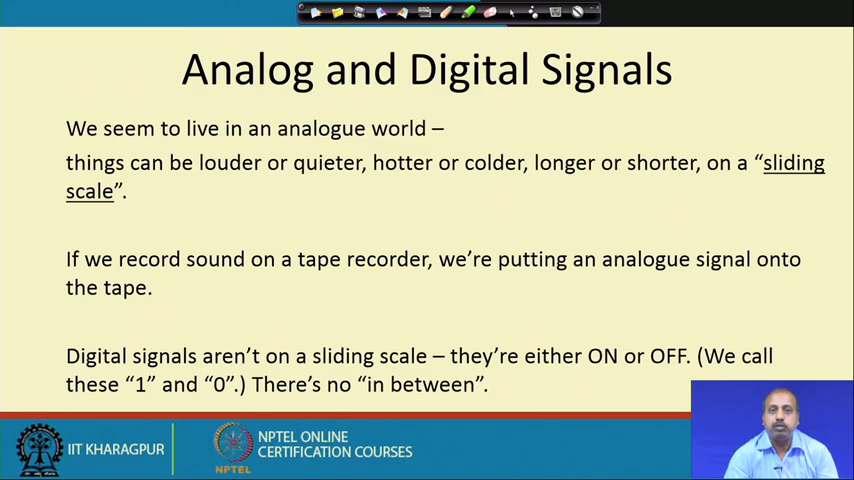 Analog and Digital Signals
We seem to live in an analogue world –
things can be louder or quieter, hotter or colder, longer or shorter, on a “sliding
scale”.
If we record sound on a tape recorder, we’re putting an analogue signal onto
the tape.
Digital signals aren’t on a sliding scale – they’re either ON or OFF. (We call
these “1” and “0”.) There’s no “in between”.
IIT KHARAGPUR
NPTEL
NPTEL ONLINE
CERTIFICATION COURSES